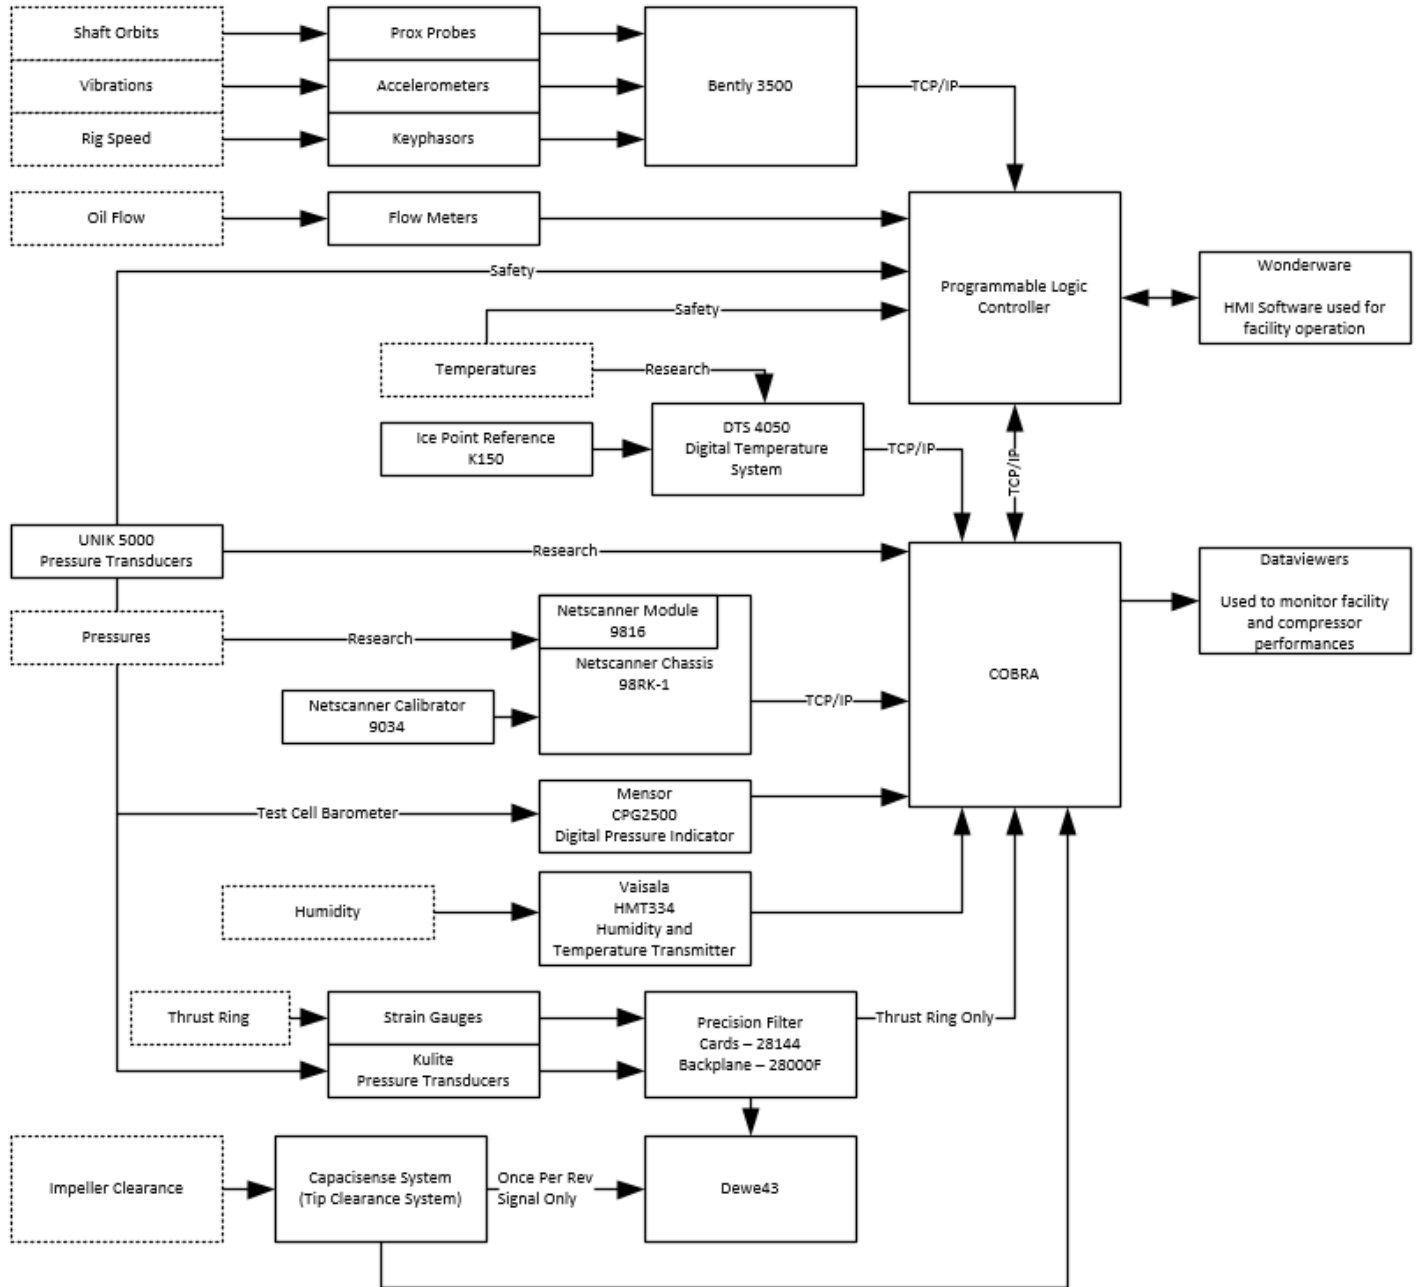 Shaft Orbits
Prox Probes
Vibrations
Accelerometers
Bently 3500
TCP/IP
Rig Speed
Keyphasors
Oil Flow
Flow Meters
Safety
Programmable Logic
Controller
Wonderware
HMI Software used for
facility operation
Safety
Temperatures
Research
Ice Point Reference
K150
DTS 4050
Digital Temperature
System
TCP/IP
TCP/IP
UNIK 5000
Pressure Transducers
Research
Dataviewers
Used to monitor facility
and compressor
performances
Pressures
Research
Netscanner Module
9816
Netscanner Chassis
98RK-1
COBRA
Netscanner Calibrator
9034
TCP/IP
Test Cell Barometer
Mensor
CPG2500
Digital Pressure Indicator
Humidity
Vaisala
HMT334
Humidity and
Temperature Transmitter
Thrust Ring
Strain Gauges
Precision Filter
Cards – 28144
Backplane – 28000F
Thrust Ring Only
Kulite
Pressure Transducers
Impeller Clearance
Capacisense System
(Tip Clearance System)
Once Per Rev
Signal Only
Dewe43